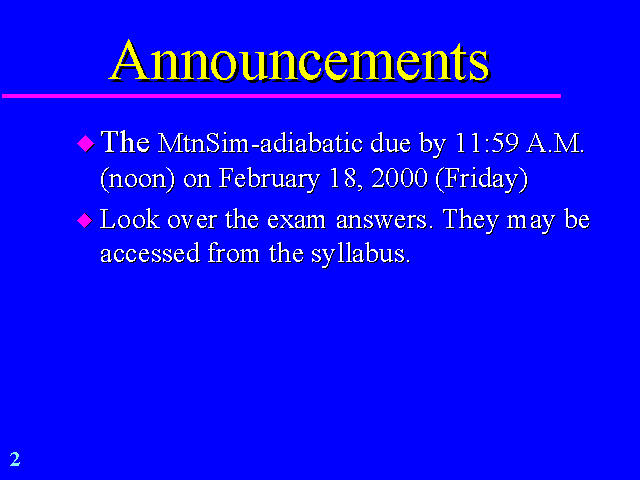 Announcements
The MtnSim-adiabatic due by 11:59 A.M.
(noon) on February 18, 2000 (Friday)
Look over the exam answers. They may be
accessed from the syllabus.
2